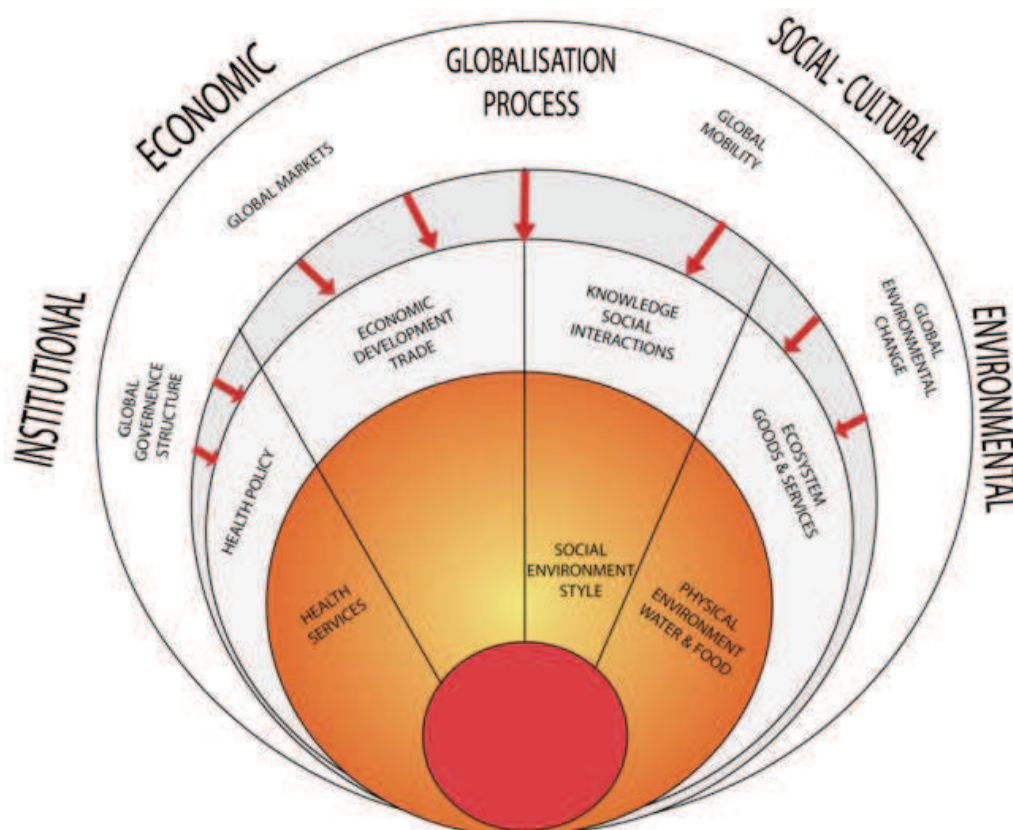 ECONOMIC
GLOBALISATION
PROCESS
SOCIAL - CULTURAL
INSTITUTIONAL
ENVIRONMENTAL
GLOBAL MARKETS
GLOBAL
MOBILITY
GLOBAL
GOVERNENCE
STRUCTURE
GLOBAL
ENVIRONMENTAL
CHANGE
HEALTH POLICY
ECONOMIC
DEVELOPMENT
TRADE
KNOWLEDGE
SOCIAL
INTERACTIONS
ECOSYSTEM
GOODS & SERVICES
HEALTH
SERVICES
SOCIAL
ENVIRONMENT
STYLE
PHYSICAL
ENVIRONMENT
WATER & FOOD